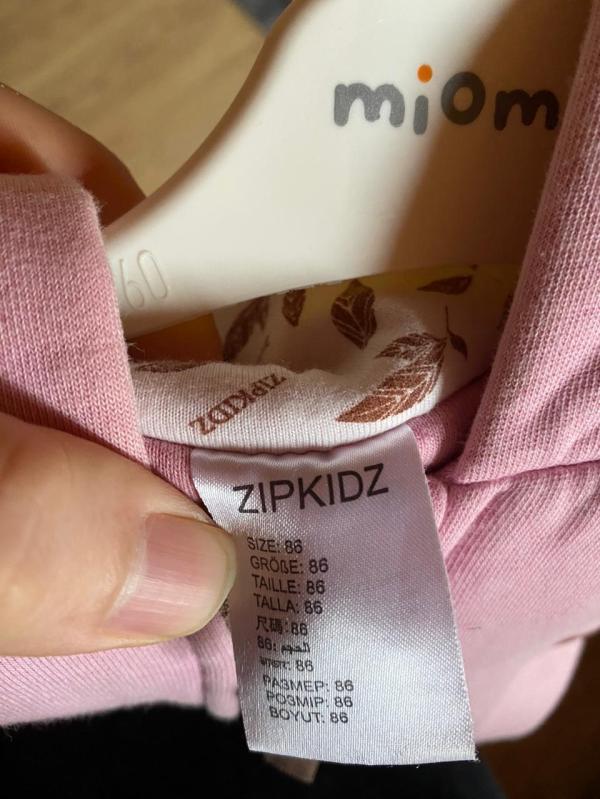 miom
60
ZIPKIDZ
ZIPKIDZ
SIZE: 86
GRÖßE: 86
TAILLE: 86
TALLA: 86
尺碼: 86
الحجم: 86
: 86
РАЗМЕР: 86
РОЗМІР: 86
BOYUT: 86